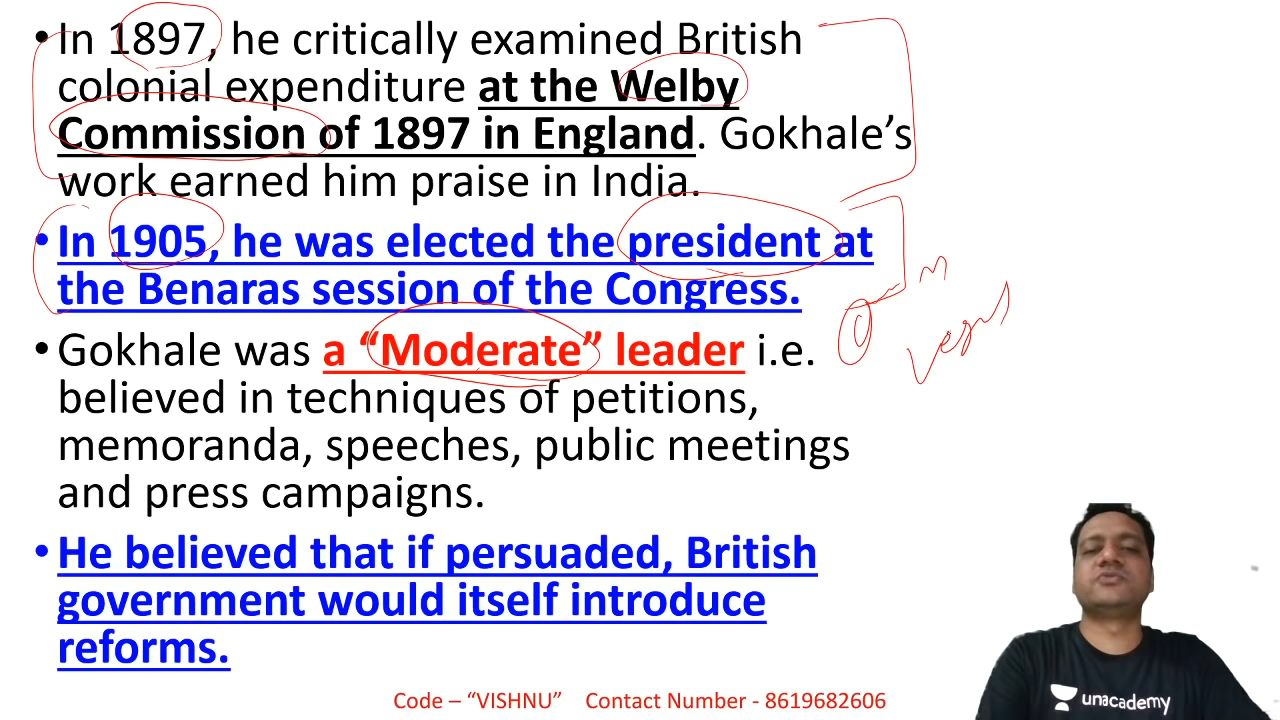 • In 1897, he critically examined British
colonial expenditure at the Welby
Commission of 1897 in England. Gokhale’s
work earned him praise in India.
• In 1905, he was elected the president at
the Benaras session of the Congress.
• Gokhale was a “Moderate” leader i.e.
believed in techniques of petitions,
memoranda, speeches, public meetings
and press campaigns.
• He believed that if persuaded, British
government would itself introduce
reforms.
unacademy
Code – “VISHNU” Contact Number - 8619682606